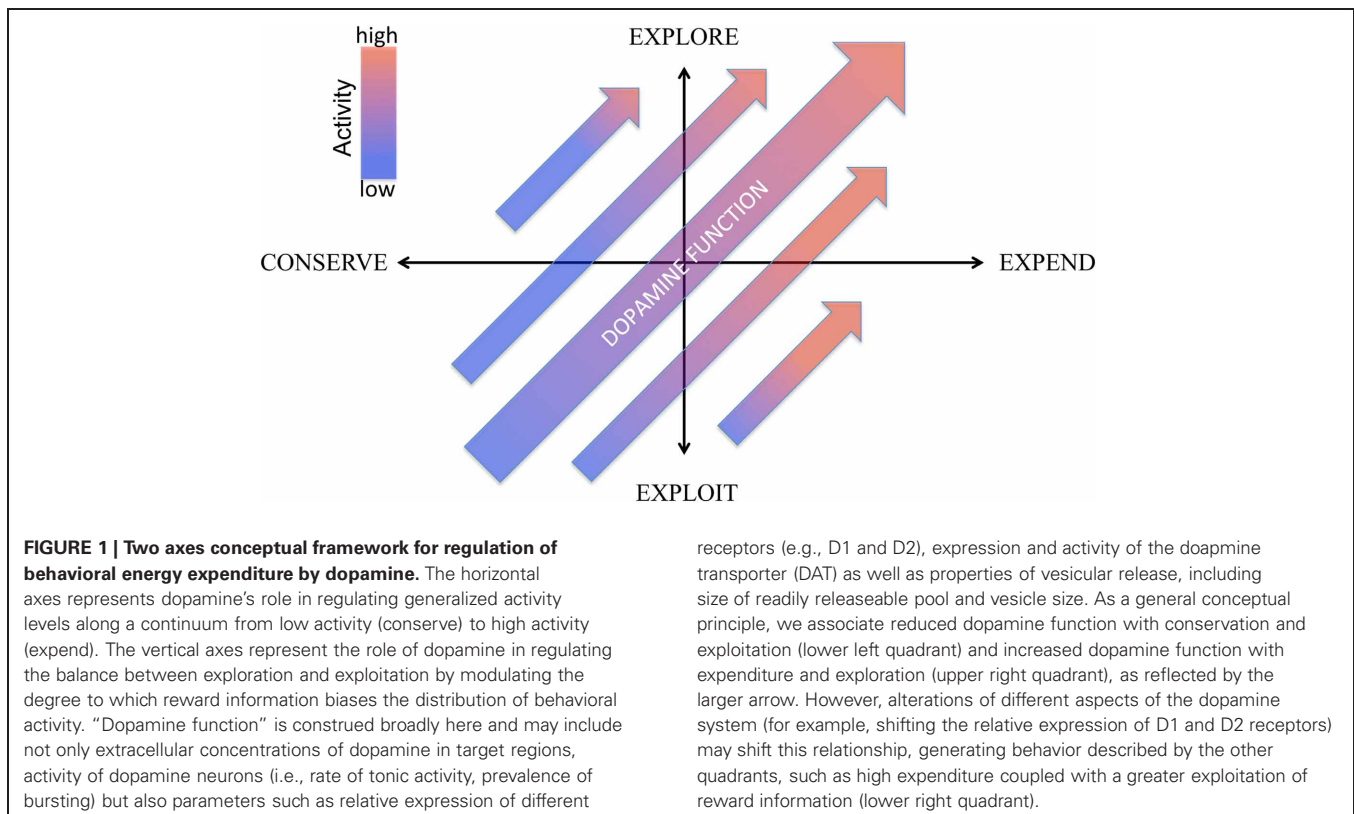 high
Activity
low
EXPLORE
CONSERVE
EXPEND
DOPAMINE FUNCTION
EXPLOIT
FIGURE 1 | Two axes conceptual framework for regulation of
behavioral energy expenditure by dopamine. The horizontal
axes represents dopamine’s role in regulating generalized activity
levels along a continuum from low activity (conserve) to high activity
(expend). The vertical axes represent the role of dopamine in regulating
the balance between exploration and exploitation by modulating the
degree to which reward information biases the distribution of behavioral
activity. “Dopamine function” is construed broadly here and may include
not only extracellular concentrations of dopamine in target regions,
activity of dopamine neurons (i.e., rate of tonic activity, prevalence of
bursting) but also parameters such as relative expression of different
receptors (e.g., D1 and D2), expression and activity of the doapmine
transporter (DAT) as well as properties of vesicular release, including
size of readily releaseable pool and vesicle size. As a general conceptual
principle, we associate reduced dopamine function with conservation and
exploitation (lower left quadrant) and increased dopamine function with
expenditure and exploration (upper right quadrant), as reflected by the
larger arrow. However, alterations of different aspects of the dopamine
system (for example, shifting the relative expression of D1 and D2 receptors)
may shift this relationship, generating behavior described by the other
quadrants, such as high expenditure coupled with a greater exploitation of
reward information (lower right quadrant).